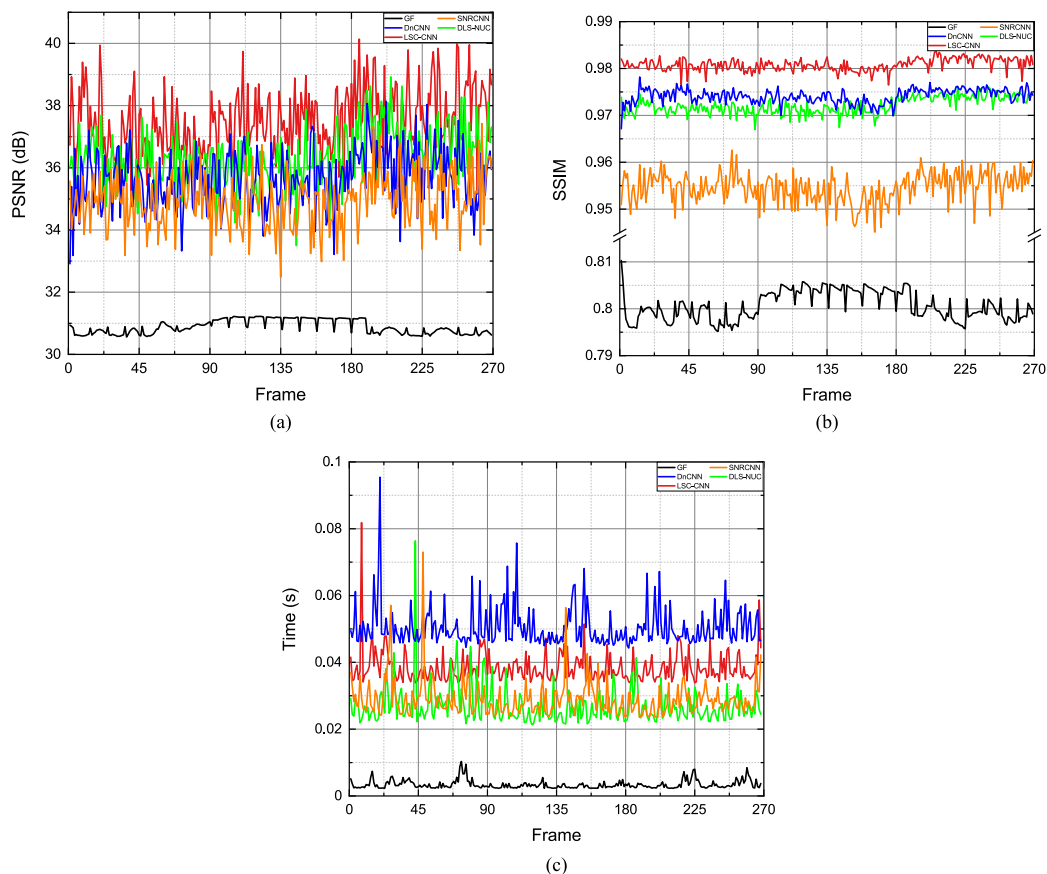 GF SNRCNN
DnCNN DLS-NUC
LSC-CNN
PSNR (dB)
40
38
36
34
31
30
0 45 90 135 180 225 270
Frame
(a)
GF SNRCNN
DnCNN DLS-NUC
LSC-CNN
SSIM
0.99
0.98
0.97
0.96
0.95
0.81
0.8
0.79
0 45 90 135 180 225 270
Frame
(b)
GF SNRCNN
DnCNN DLS-NUC
LSC-CNN
Time (s)
0.1
0.08
0.06
0.04
0.02
0
0 45 90 135 180 225 270
Frame
(c)